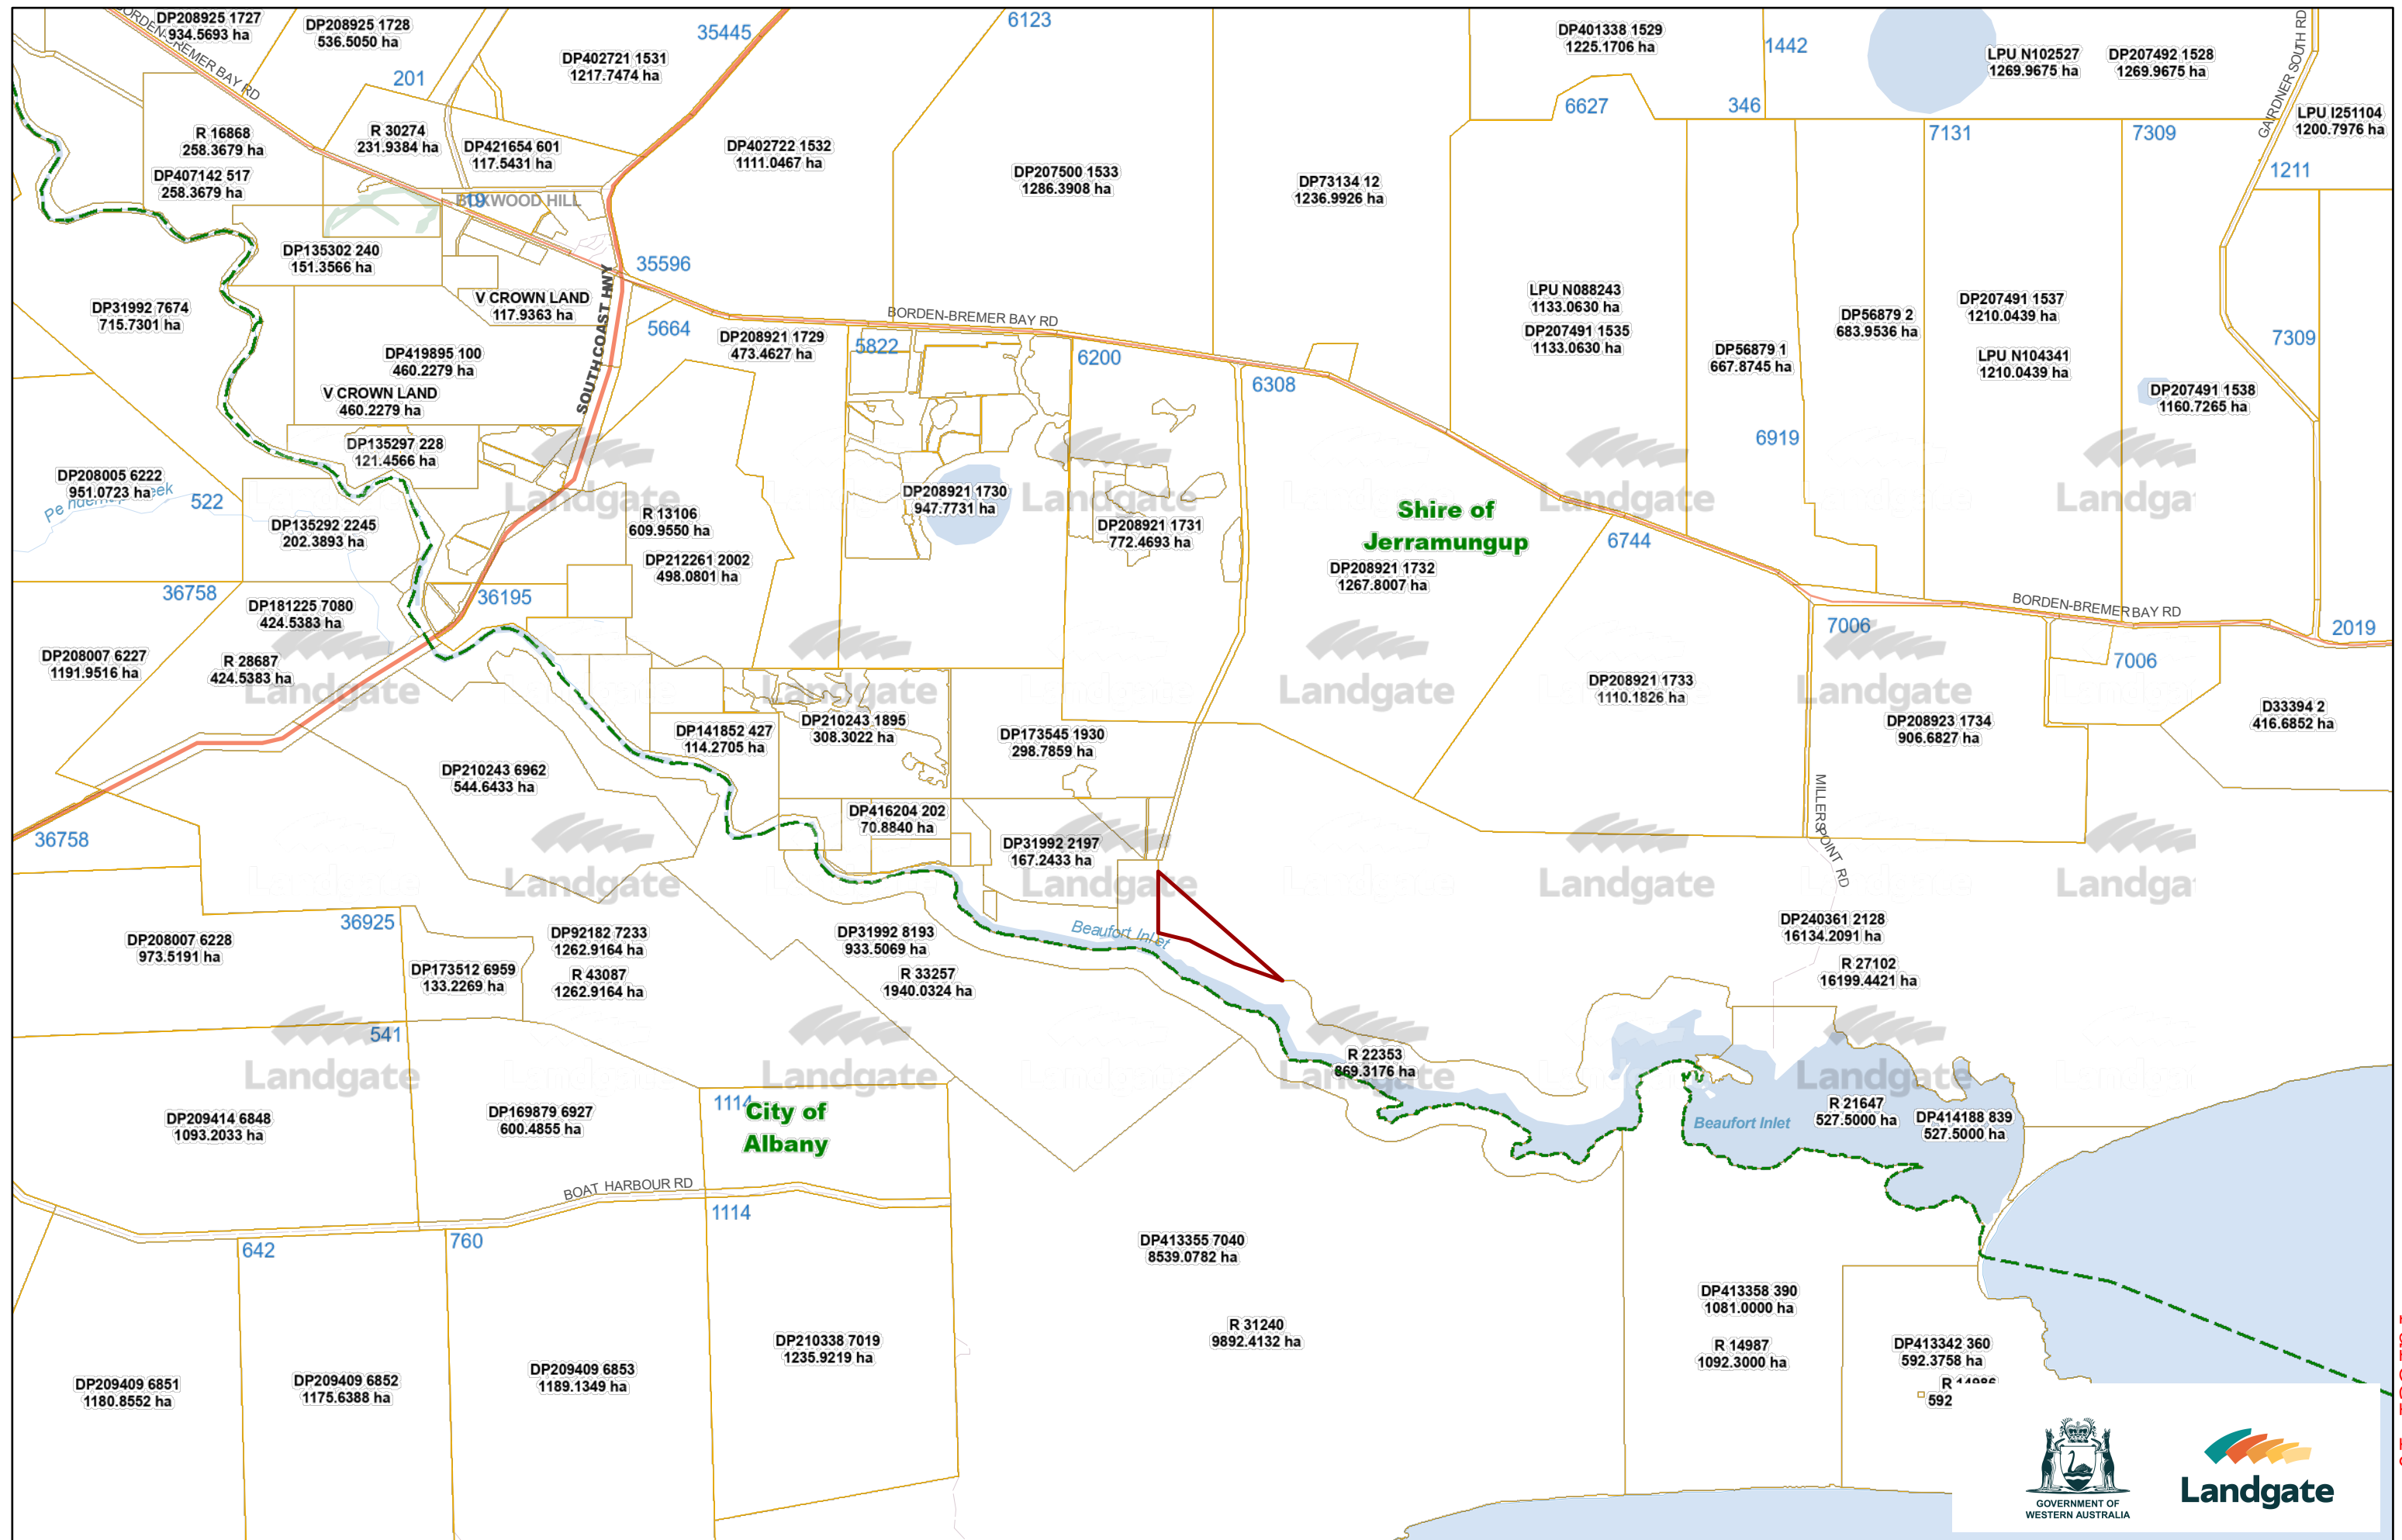 DP208925 1727
934.5693 ha
DP208925 1728
536.5050 ha
BORDEN-BREMER BAY RD
201
DP402721 1531
1217.7474 ha
35445
6123
DP401338 1529
1225.1706 ha
1442
LPU N102527
1269.9675 ha
DP207492 1528
1269.9675 ha
GAIRDNER SOUTH RD
6627
346
LPU I251104
1200.7976 ha
R 16868
258.3679 ha
DP407142 517
258.3679 ha
R 30274
231.9384 ha
DP421654 601
117.5431 ha
DP402722 1532
1111.0467 ha
DP207500 1533
1286.3908 ha
DP73134 12
1236.9926 ha
7131
7309
1211
19
BOXWOOD HILL
DP135302 240
151.3566 ha
35596
V CROWN LAND
117.9363 ha
SOUTH COAST HWY
DP31992 7674
715.7301 ha
5664
DP208921 1729
473.4627 ha
BORDEN-BREMER BAY RD
5822
6200
6308
LPU N088243
1133.0630 ha
DP207491 1535
1133.0630 ha
DP56879 1
667.8745 ha
DP56879 2
683.9536 ha
DP207491 1537
1210.0439 ha
LPU N104341
1210.0439 ha
7309
DP207491 1538
1160.7265 ha
DP419895 100
460.2279 ha
V CROWN LAND
460.2279 ha
DP135297 228
121.4566 ha
6919
DP208005 6222
951.0723 ha
522
DP135292 2245
202.3893 ha
R 13106
609.9550 ha
DP212261 2002
498.0801 ha
DP208921 1730
947.7731 ha
DP208921 1731
772.4693 ha
Shire of
Jerramungup
DP208921 1732
1267.8007 ha
6744
Landgate
Landgate
Landgate
Landga
36758
DP181225 7080
424.5383 ha
36195
BORDEN-BREMER BAY RD
7006
2019
7006
DP208007 6227
1191.9516 ha
R 28687
424.5383 ha
Landgate
Landgate
Landgate
Landgate
DP208921 1733
1110.1826 ha
DP208923 1734
906.6827 ha
D33394 2
416.6852 ha
DP141852 427
114.2705 ha
DP210243 1895
308.3022 ha
DP173545 1930
298.7859 ha
DP210243 6962
544.6433 ha
MILLERS POINT RD
36758
DP416204 202
70.8840 ha
DP31992 2197
167.2433 ha
Landgate
Landgate
Landgate
Landga
36925
DP208007 6228
973.5191 ha
DP173512 6959
133.2269 ha
DP92182 7233
1262.9164 ha
R 43087
1262.9164 ha
DP31992 8193
933.5069 ha
R 33257
1940.0324 ha
Beaufort Inlet
DP240361 2128
16134.2091 ha
R 27102
16199.4421 ha
541
Landgate
Landgate
Landgate
Landgate
R 22353
869.3176 ha
DP209414 6848
1093.2033 ha
DP169879 6927
600.4855 ha
1114
City of
Albany
Beaufort Inlet
R 21647
527.5000 ha
DP414188 839
527.5000 ha
BOAT HARBOUR RD
642
760
1114
DP413355 7040
8539.0782 ha
R 31240
9892.4132 ha
DP413358 390
1081.0000 ha
R 14987
1092.3000 ha
DP413342 360
592.3758 ha
R 14986
592
DP209409 6851
1180.8552 ha
DP209409 6852
1175.6388 ha
DP209409 6853
1189.1349 ha
DP210338 7019
1235.9219 ha
GOVERNMENT OF
WESTERN AUSTRALIA
Landgate